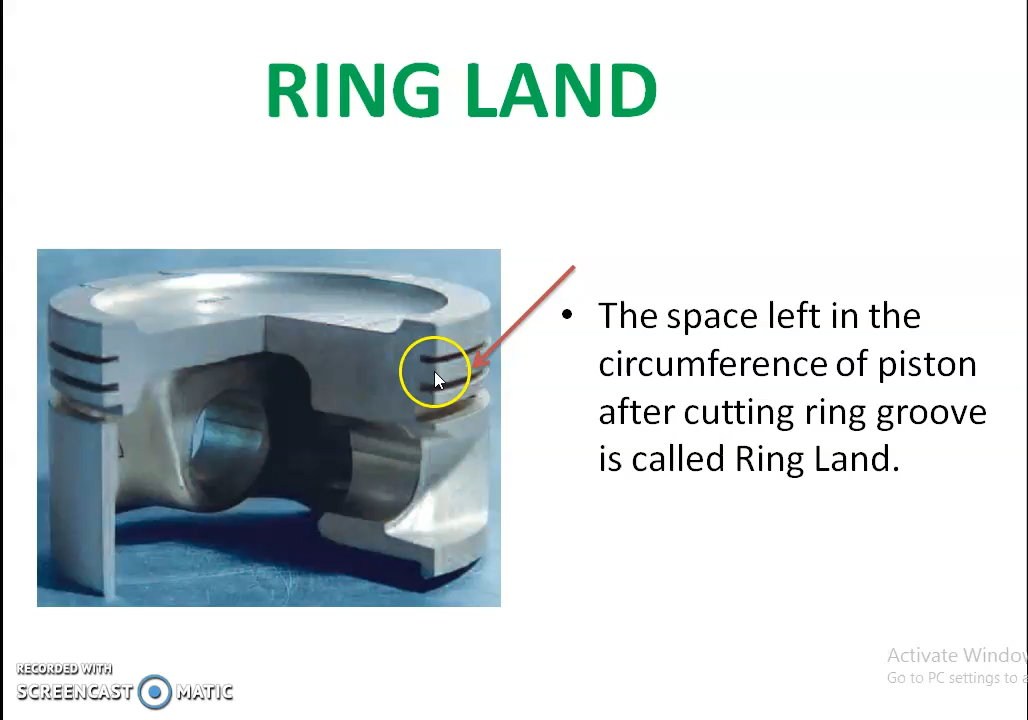 RING LAND
• The space left in the
circumference of piston
after cutting ring groove
is called Ring Land.
Activate Windo
Go to PC settings to a
RECORDED WITH
SCREENCAST MATIC